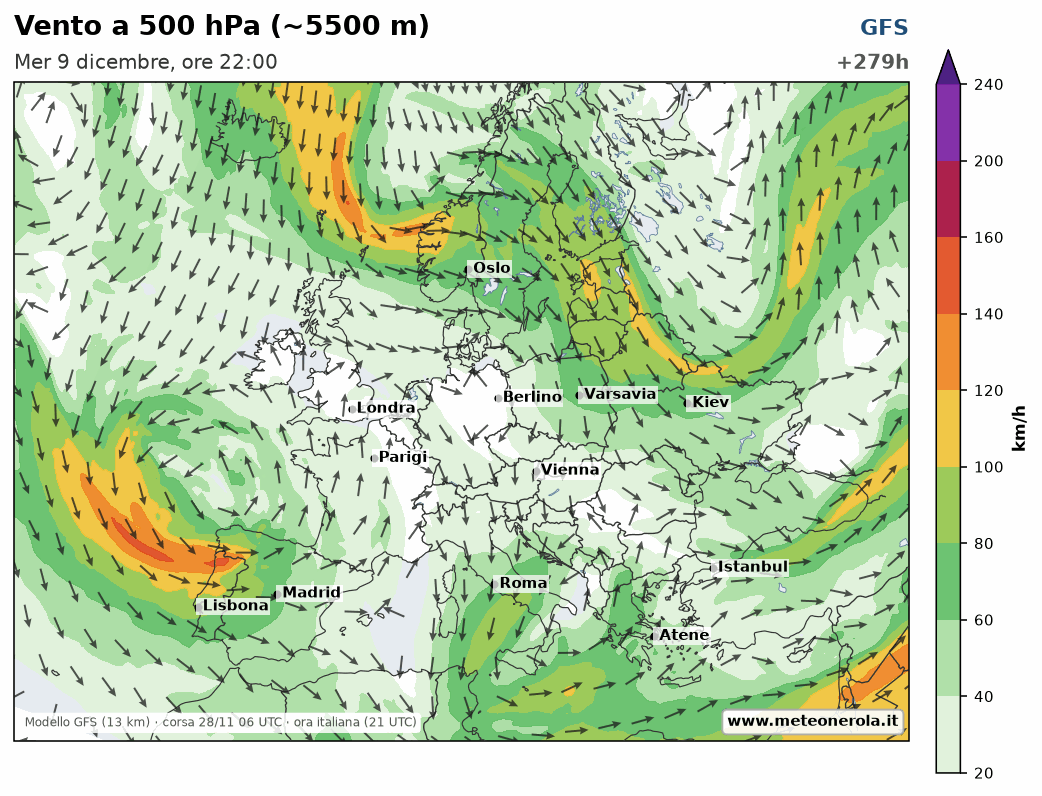 Vento a 500 hPa (~5500 m)
GFS
Mer 9 dicembre, ore 22:00
+279h
240
200
160
140
120
100
80
60
40
20
km/h
Oslo
Berlino
Varsavia
Kiev
Londra
Parigi
Vienna
Istanbul
Roma
Madrid
Lisbona
Atene
Modello GFS (13 km) · corsa 28/11 06 UTC · ora italiana (21 UTC)
www.meteonerola.it